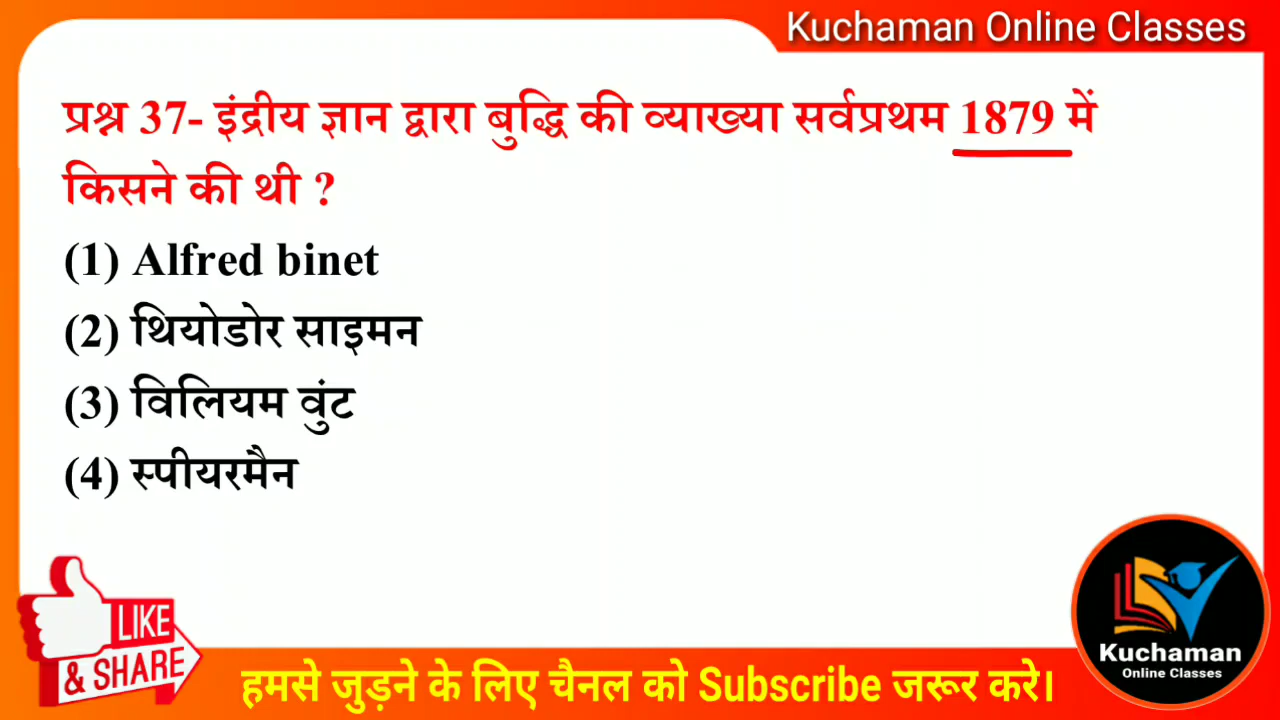 Kuchaman Online Classes
प्रश्न 37- इंद्रीय ज्ञान द्वारा बुद्धि की व्याख्या सर्वप्रथम 1879 में
किसने की थी ?
(1) Alfred binet
(2) थियोडोर साइमन
(3) विलियम वुंट
(4) स्पीयरमैन
LIKE
& SHARE
Kuchaman
Online Classes
हमसे जुड़ने के लिए चैनल को Subscribe जरूर करे।